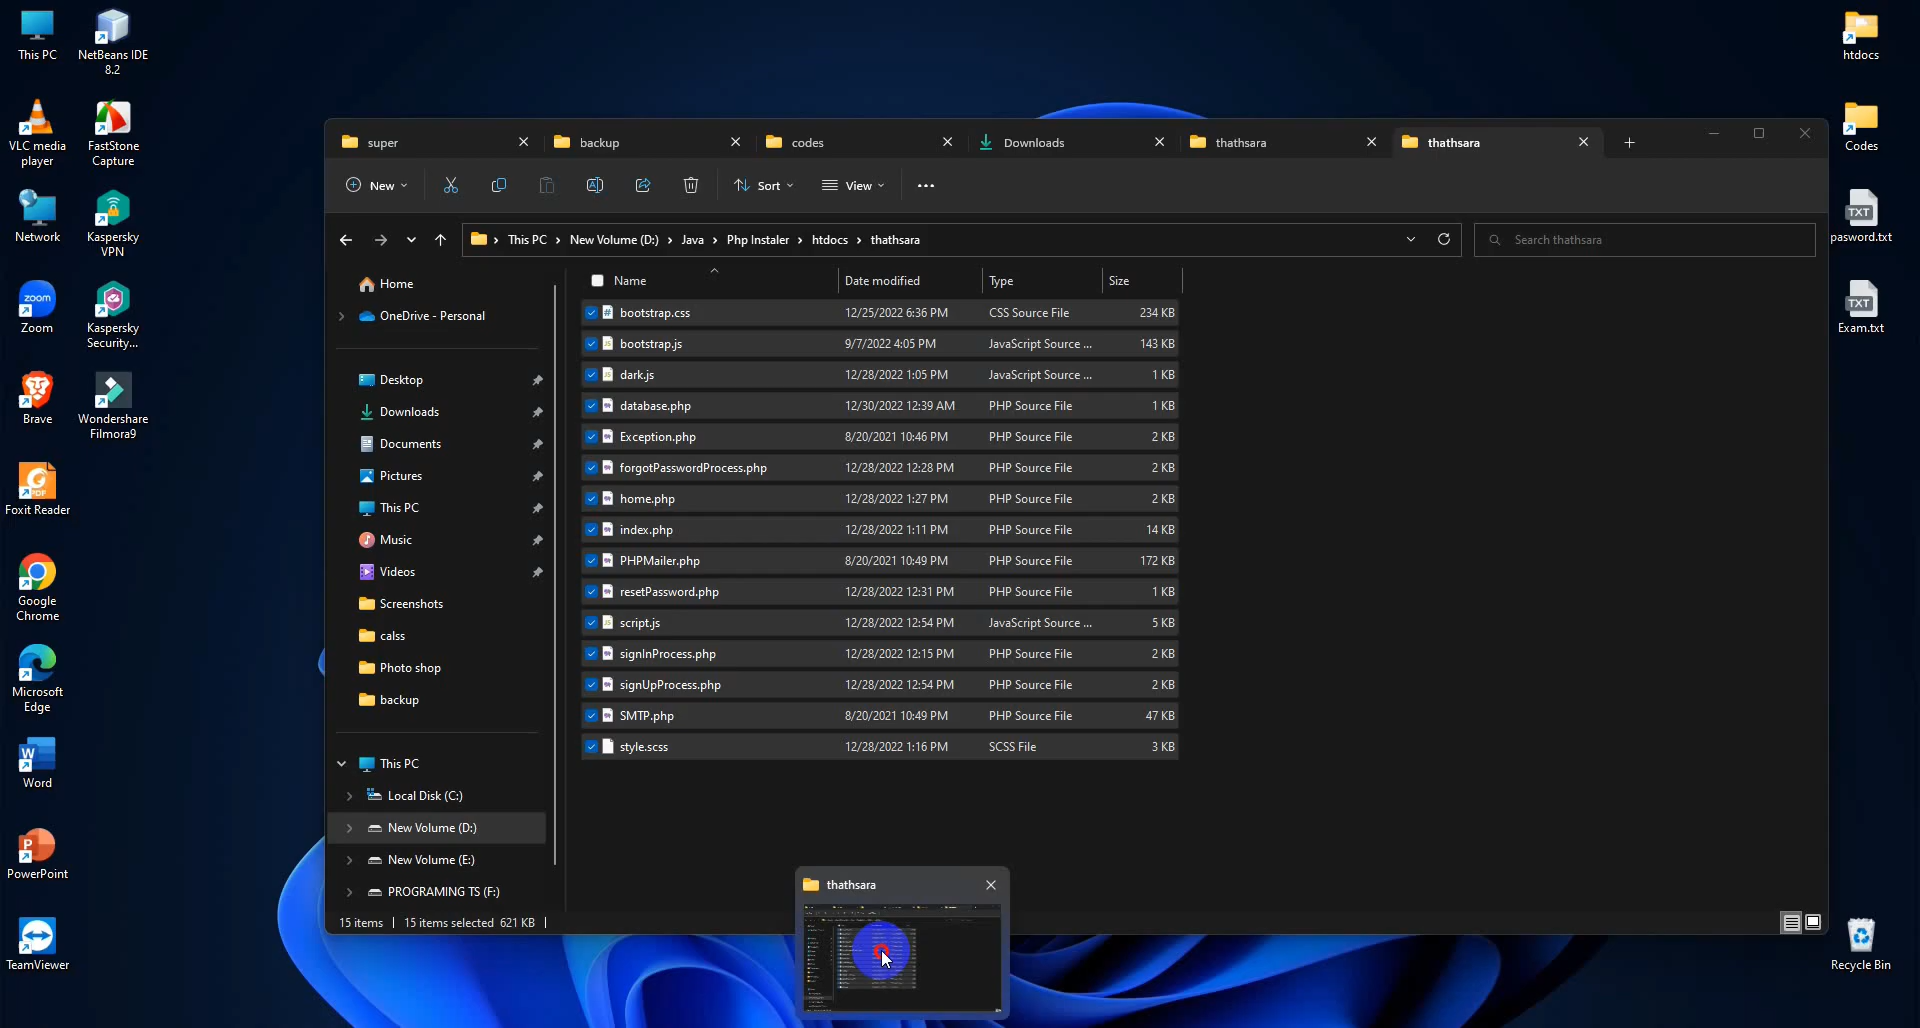 This PC
NetBeans IDE
8.2
VLC media
player
FastStone
Capture
Network
Kaspersky
VPN
zoom
Zoom
Kaspersky
Security...
Brave
Wondershare
Filmora9
PDF
Foxit Reader
Google
Chrome
Microsoft
Edge
W
Word
P
PowerPoint
TeamViewer
htdocs
Codes
TXT
pasword.txt
TXT
Exam.txt
Recycle Bin
super
backup
codes
Downloads
thathsara
thathsara
New
Sort
View
This PC > New Volume (D:) > Java > Php Instaler > htdocs > thathsara
Search thathsara
Home
OneDrive - Personal
Desktop
Downloads
Documents
Pictures
This PC
Music
Videos
Screenshots
calss
Photo shop
backup
This PC
Local Disk (C:)
New Volume (D:)
New Volume (E:)
PROGRAMING TS (F:)
Name Date modified Type Size
bootstrap.css 12/25/2022 6:36 PM CSS Source File 234 KB
bootstrap.js 9/7/2022 4:05 PM JavaScript Source ... 143 KB
dark.js 12/28/2022 1:05 PM JavaScript Source ... 1 KB
database.php 12/30/2022 12:39 AM PHP Source File 1 KB
Exception.php 8/20/2021 10:46 PM PHP Source File 2 KB
forgotPasswordProcess.php 12/28/2022 12:28 PM PHP Source File 2 KB
home.php 12/28/2022 1:27 PM PHP Source File 2 KB
index.php 12/28/2022 1:11 PM PHP Source File 14 KB
PHPMailer.php 8/20/2021 10:49 PM PHP Source File 172 KB
resetPassword.php 12/28/2022 12:31 PM PHP Source File 1 KB
script.js 12/28/2022 12:54 PM JavaScript Source ... 5 KB
signInProcess.php 12/28/2022 12:15 PM PHP Source File 2 KB
signUpProcess.php 12/28/2022 12:54 PM PHP Source File 2 KB
SMTP.php 8/20/2021 10:49 PM PHP Source File 47 KB
style.scss 12/28/2022 1:16 PM SCSS File 3 KB
thathsara
15 items | 15 items selected 621 KB |